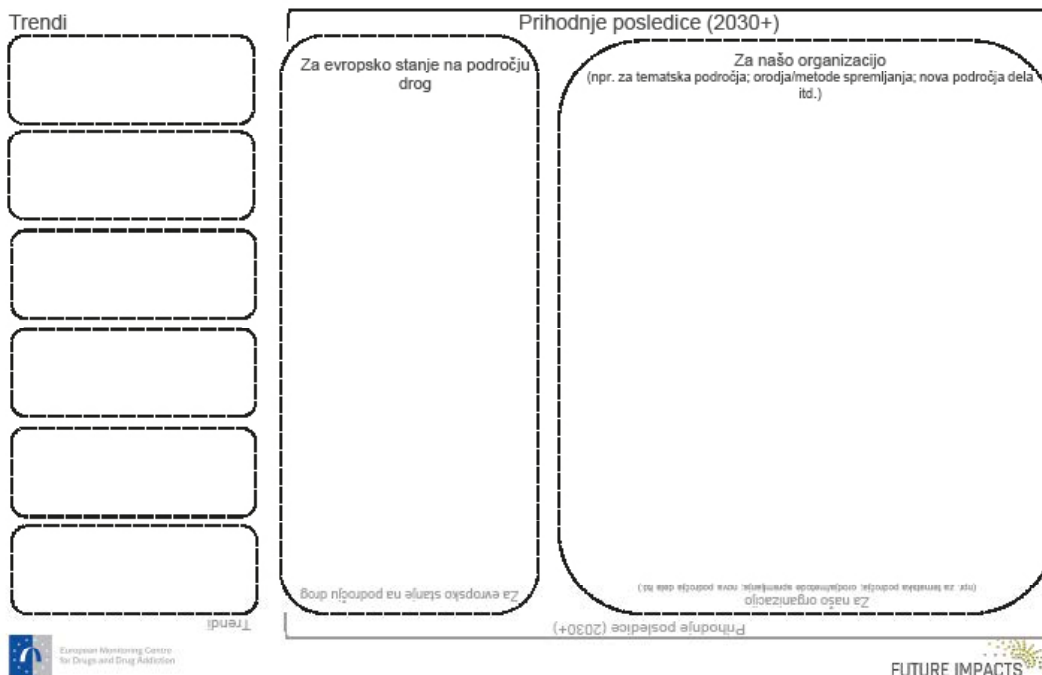 Trendi
Prihodnje posledice (2030+)
Za evropsko stanje na področju
drog
Za našo organizacijo
(npr. za tematska področja; orodja/metode spremljanja; nova področja dela
itd.)
Za evropsko stanje na področju drog
(npr. za tematska področja; orodja/metode spremljanja; nova področja dela itd.)
Za našo organizacijo
Trendi
Prihodnje posledice (2030+)
European Monitoring Centre
for Drugs and Drug Addiction
FUTURE IMPACTS